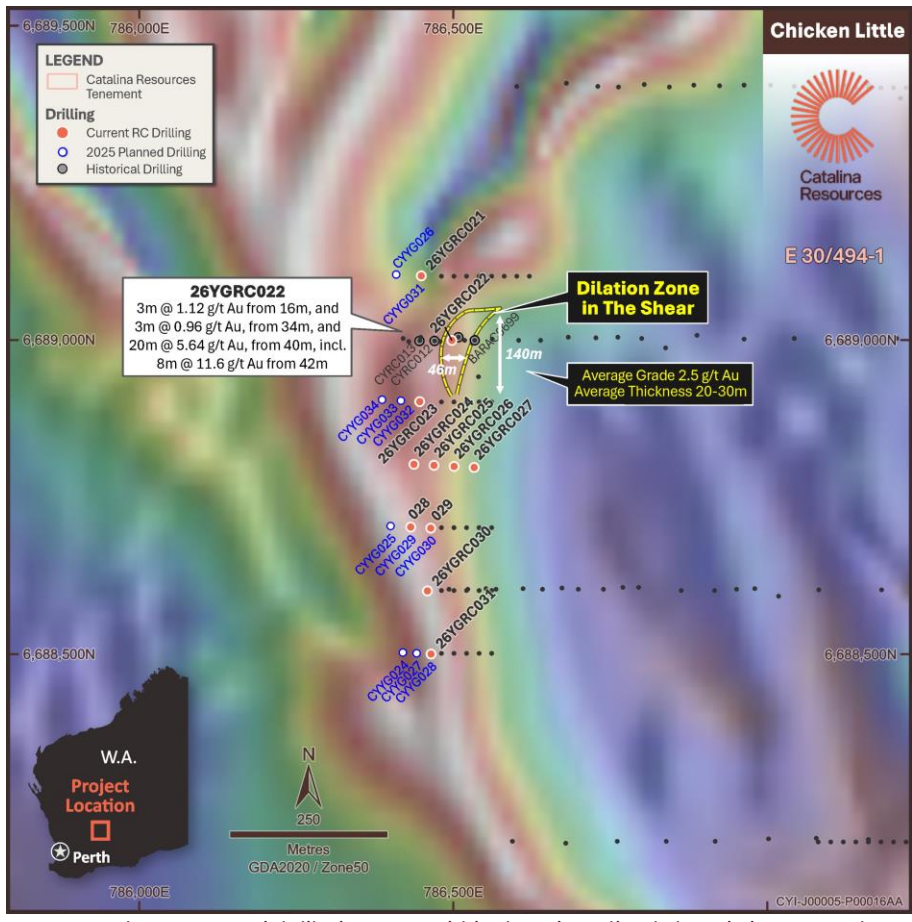 6,689,500N
786,000E
786,500E
Chicken Little
LEGEND
Catalina Resources
Tenement
Drilling
Current RC Drilling
2025 Planned Drilling
Historical Drilling
Catalina
Resources
E 30/494-1
CYYG026
26YGRC021
CYYG031
26YGRC022
26YGRC022
3m @ 1.12 g/t Au from 16m, and
3m @ 0.96 g/t Au, from 34m, and
20m @ 5.64 g/t Au, from 40m, incl.
8m @ 11.6 g/t Au from 42m
Dilation Zone
in The Shear
6,689,000N
6,689,000N
CYRC012
46m
140m
Average Grade 2.5 g/t Au
Average Thickness 20-30m
CYYG034
CYYG033
CYYG032
26YGRC023
26YGRC024
26YGRC025
26YGRC026
26YGRC027
028
029
CYYG025
CYYG029
CYYG030
26YGRC030
26YGRC031
6,688,500N
6,688,500N
CYYG024
CYYG027
CYYG028
W.A.
Project
Location
Perth
N
250
Metres
GDA2020 / Zone50
786,000E
786,500E
CYI-J00005-P00016AA